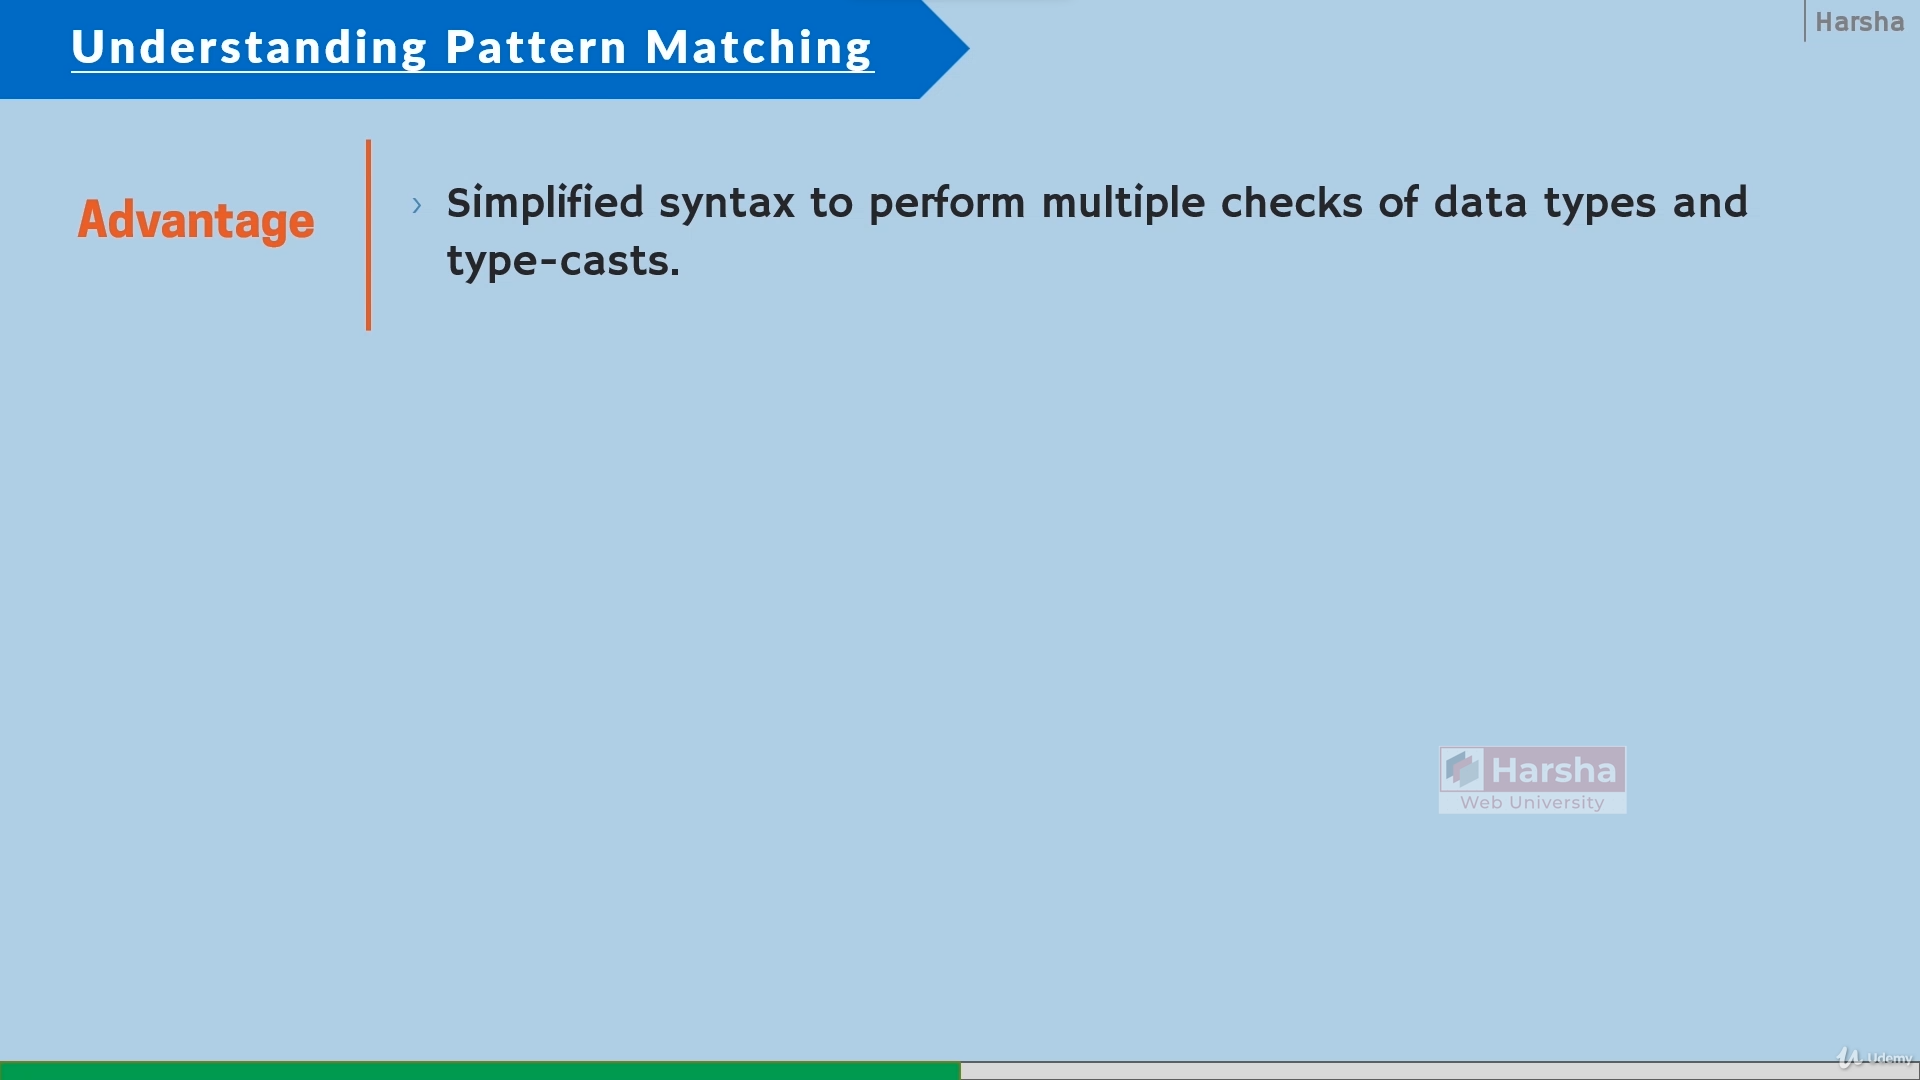 Understanding Pattern Matching
Harsha
Advantage
› Simplified syntax to perform multiple checks of data types and
type-casts.
Harsha
Web University
Udemy